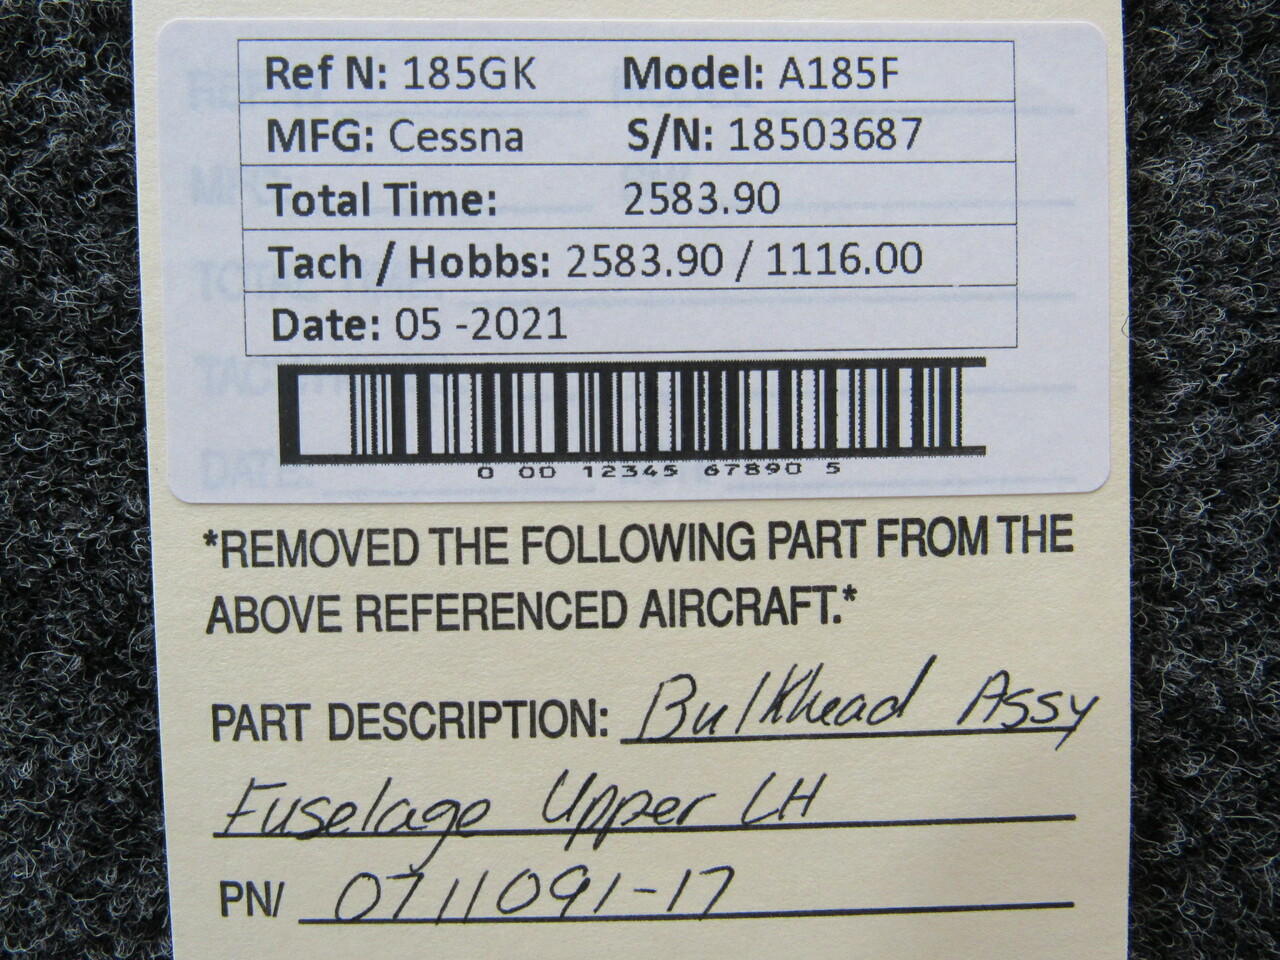 Ref N: 185GK Model: A185F
MFG: Cessna S/N: 18503687
Total Time: 2583.90
Tach / Hobbs: 2583.90 / 1116.00
Date: 05 -2021
0 00 12345 67890 5
*REMOVED THE FOLLOWING PART FROM THE
ABOVE REFERENCED AIRCRAFT.*
PART DESCRIPTION: Bulkhead Assy
Fuselage Upper LH
PN/ 0711091-17